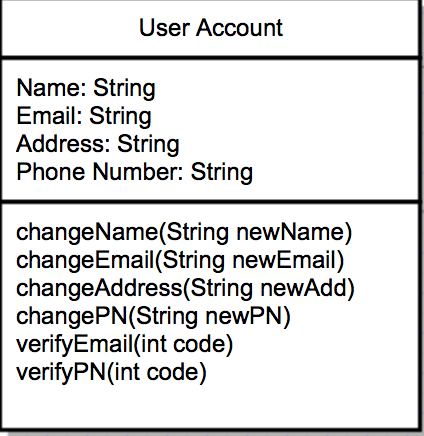 User Account
Name: String
Email: String
Address: String
Phone Number: String
changeName(String newName)
changeEmail(String newEmail)
changeAddress(String newAdd)
changePN(String newPN)
verifyEmail(int code)
verifyPN(int code)